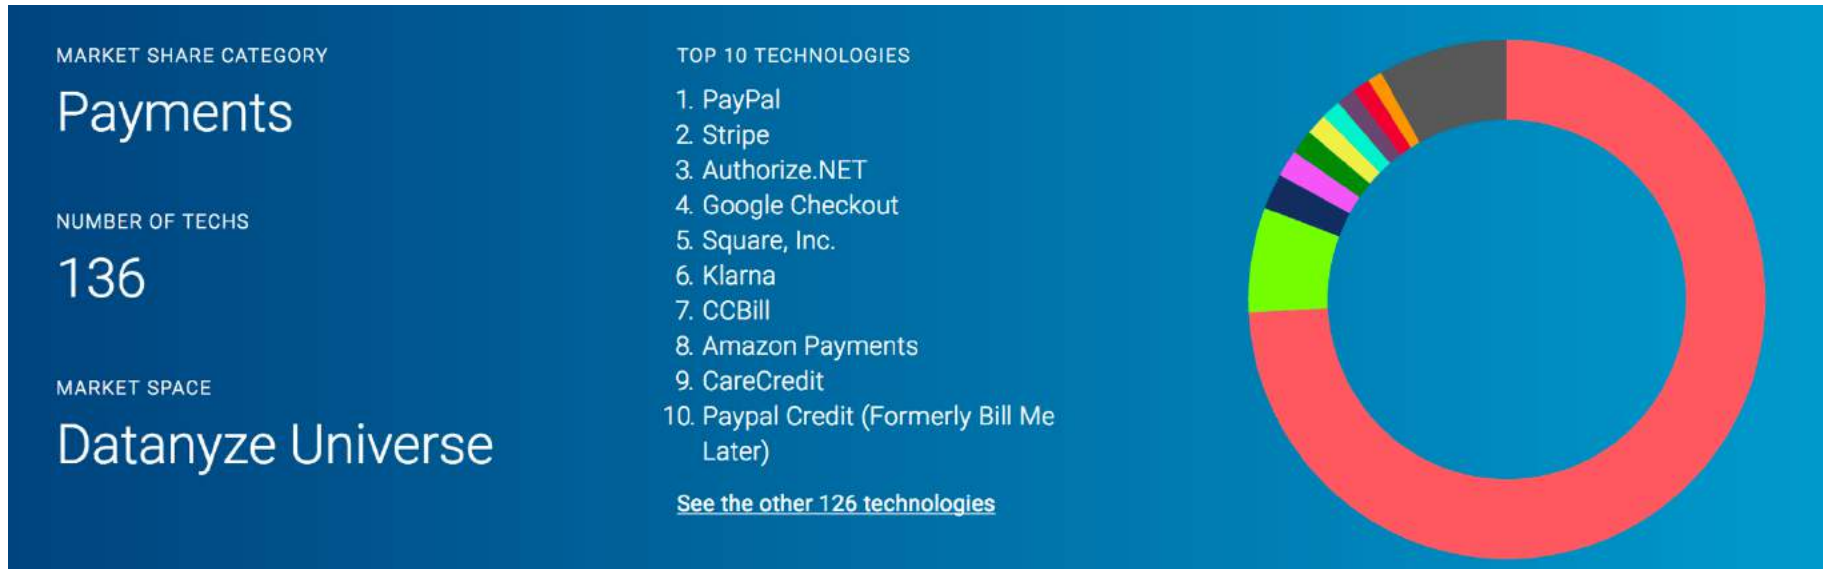 MARKET SHARE CATEGORY
Payments
NUMBER OF TECHS
136
MARKET SPACE
Datanyze Universe
TOP 10 TECHNOLOGIES
1. PayPal
2. Stripe
3. Authorize.NET
4. Google Checkout
5. Square, Inc.
6. Klarna
7. CCBill
8. Amazon Payments
9. CareCredit
10. Paypal Credit (Formerly Bill Me
Later)
See the other 126 technologies